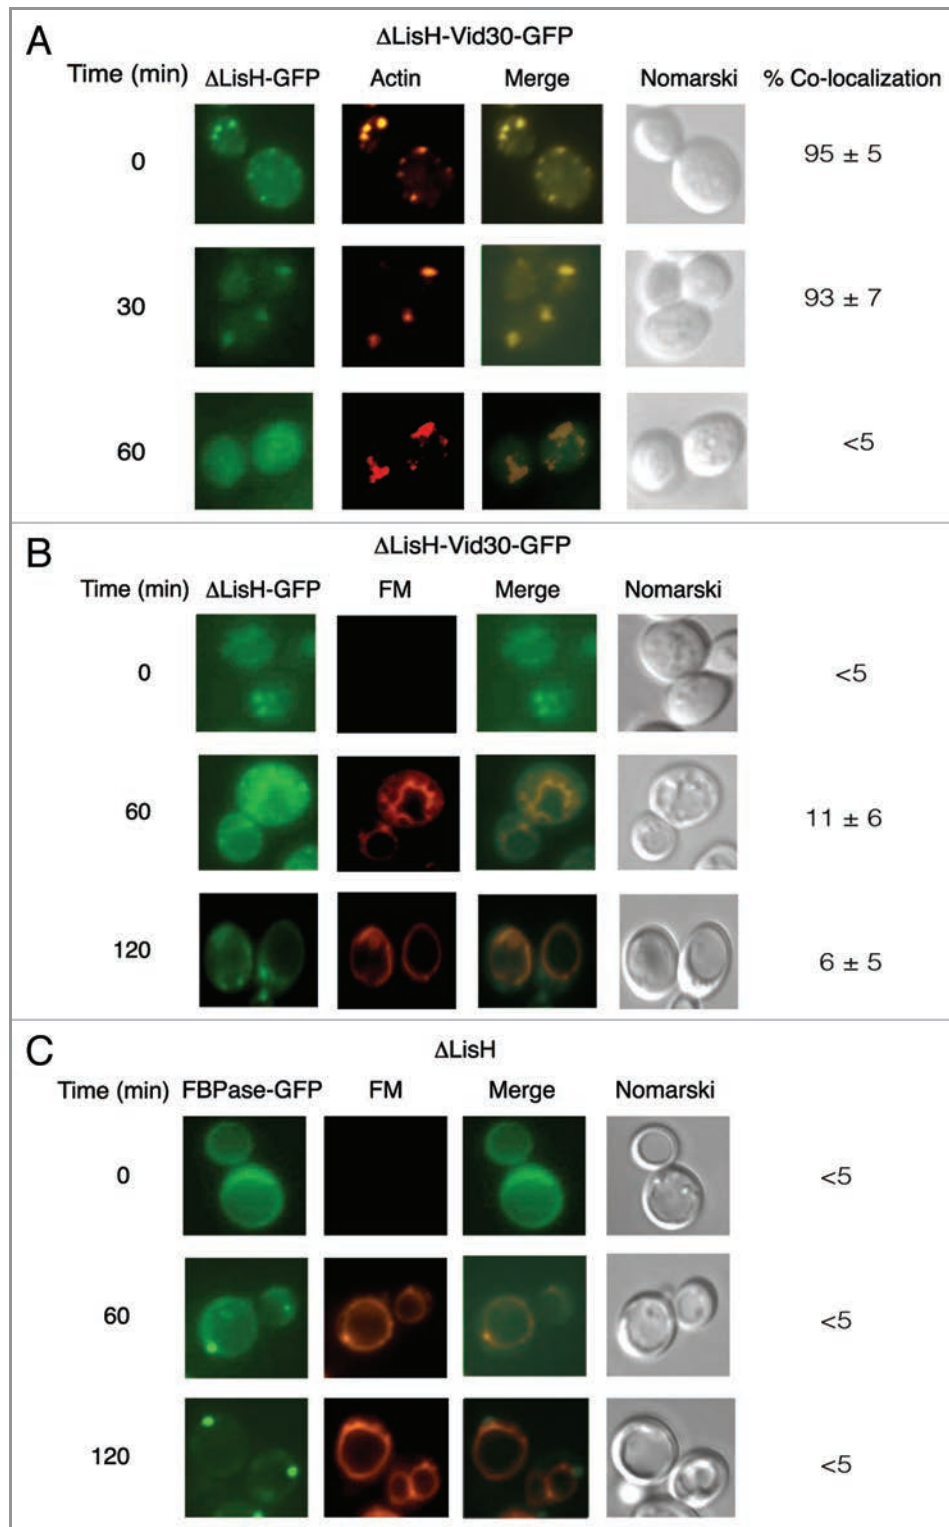 A
ΔLisH-Vid30-GFP
Time (min) ΔLisH-GFP Actin Merge Nomarski % Co-localization
0 95 ± 5
30 93 ± 7
60 <5
B
ΔLisH-Vid30-GFP
Time (min) ΔLisH-GFP FM Merge Nomarski
0 <5
60 11 ± 6
120 6 ± 5
C
ΔLisH
Time (min) FBPase-GFP FM Merge Nomarski
0 <5
60 <5
120 <5